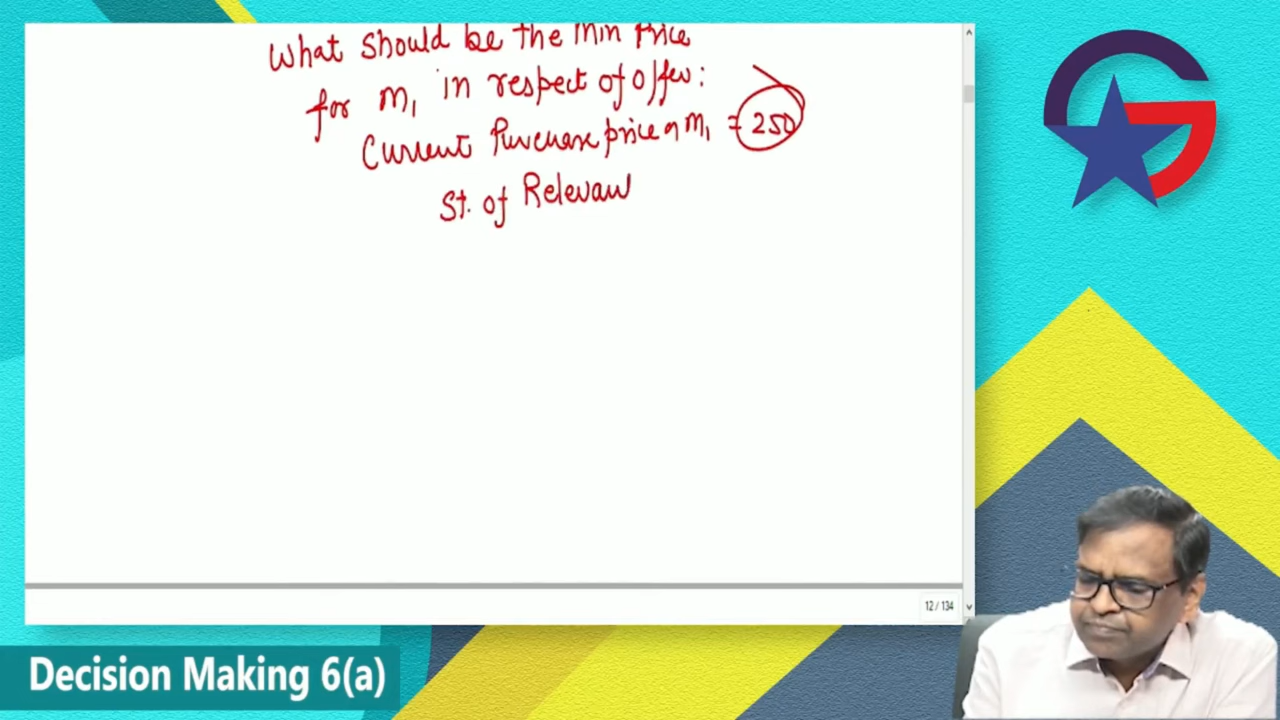 What should be the Min Price
for M1 in respect of offer:
Current Purchase price of M1 = 250
St. of Relevant
12 / 134
Decision Making 6(a)